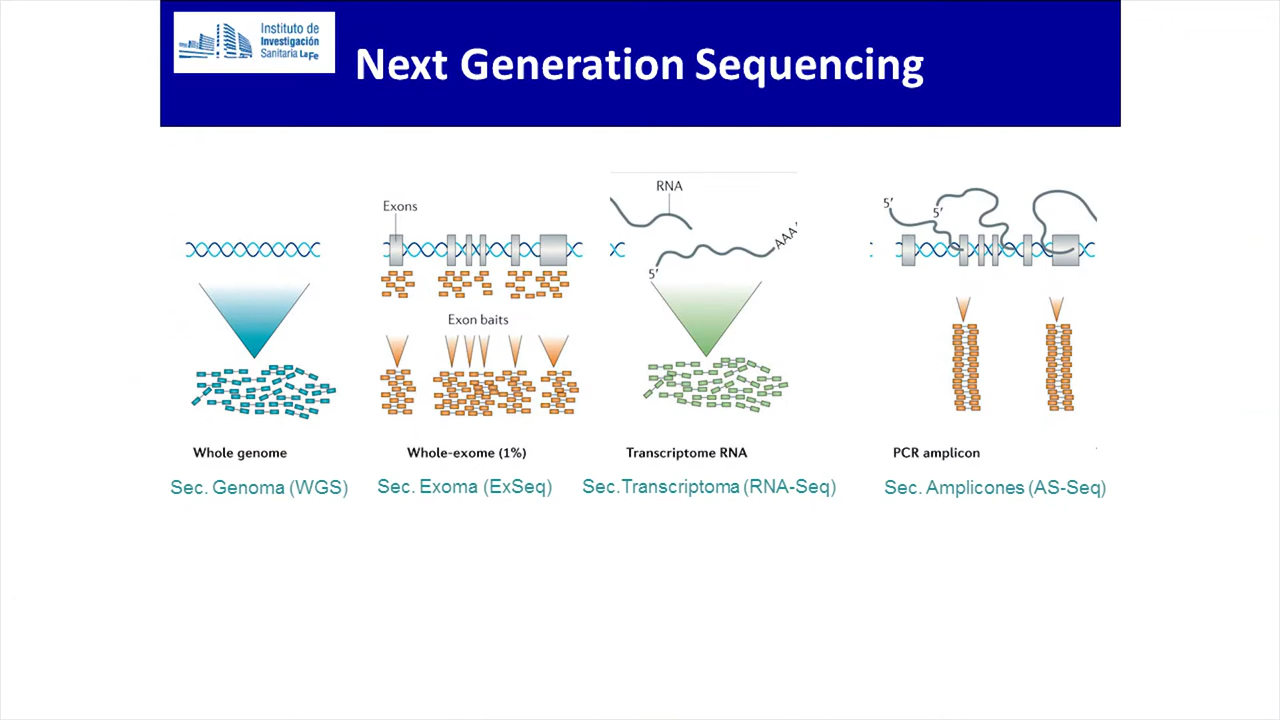 Instituto de
Investigación
Sanitaria LaFe
Next Generation Sequencing
Exons
Exon baits
RNA
5'
AAA'
5'
5'
Whole genome
Whole-exome (1%)
Transcriptome RNA
PCR amplicon
Sec. Genoma (WGS)
Sec. Exoma (ExSeq)
Sec.Transcriptoma (RNA-Seq)
Sec. Amplicones (AS-Seq)